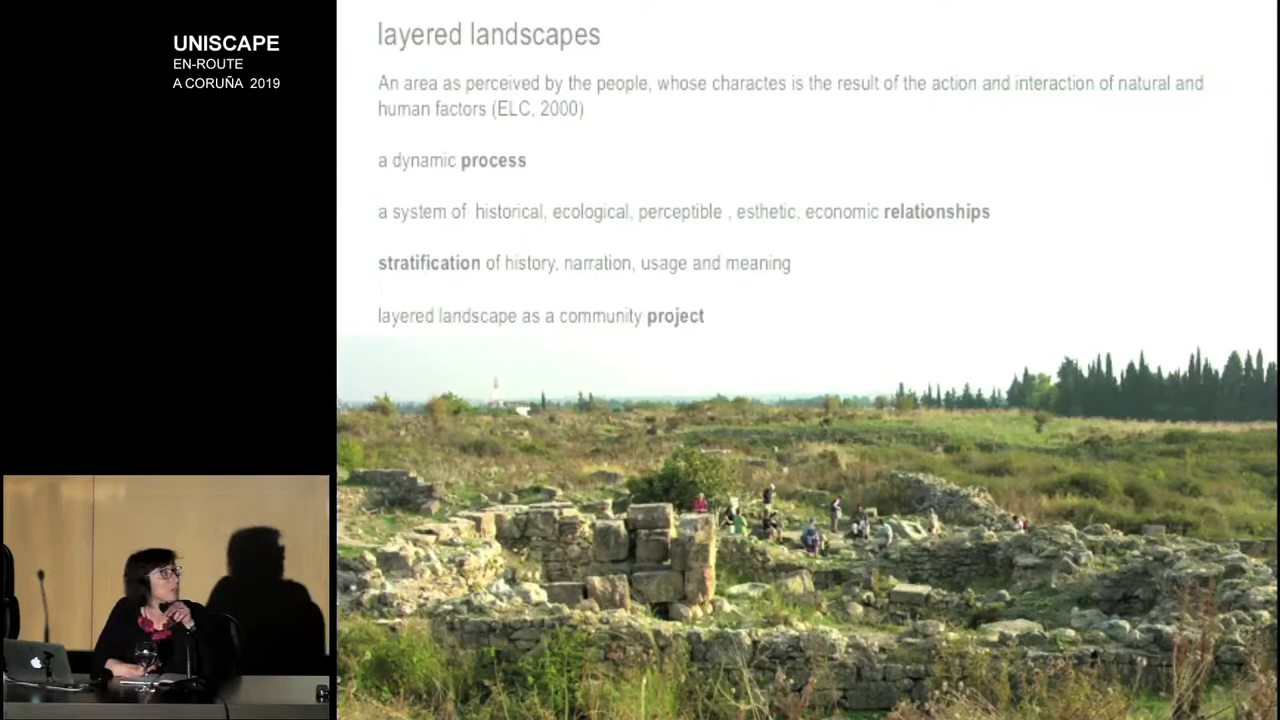 UNISCAPE
EN-ROUTE
A CORUÑA 2019
layered landscapes
An area as perceived by the people, whose charactes is the result of the action and interaction of natural and
human factors (ELC, 2000)
a dynamic process
a system of historical, ecological, perceptible , esthetic, economic relationships
stratification of history, narration, usage and meaning
layered landscape as a community project